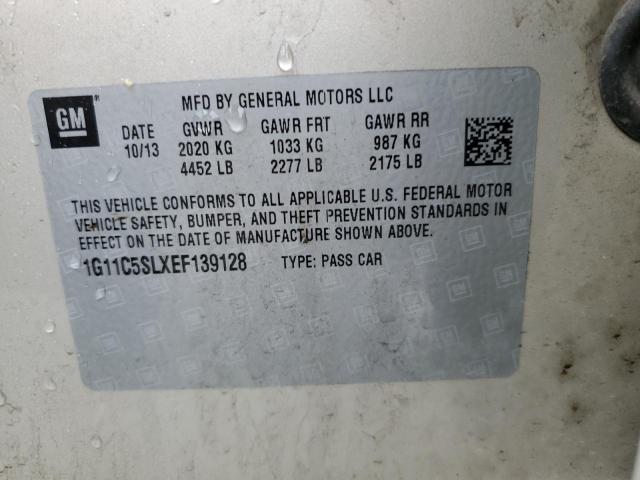 GM ®
MFD BY GENERAL MOTORS LLC
DATE GVWR GAWR FRT GAWR RR
10/13 2020 KG 1033 KG 987 KG
4452 LB 2277 LB 2175 LB
THIS VEHICLE CONFORMS TO ALL APPLICABLE U.S. FEDERAL MOTOR
VEHICLE SAFETY, BUMPER, AND THEFT PREVENTION STANDARDS IN
EFFECT ON THE DATE OF MANUFACTURE SHOWN ABOVE.
1G11C5SLXEF139128 TYPE: PASS CAR